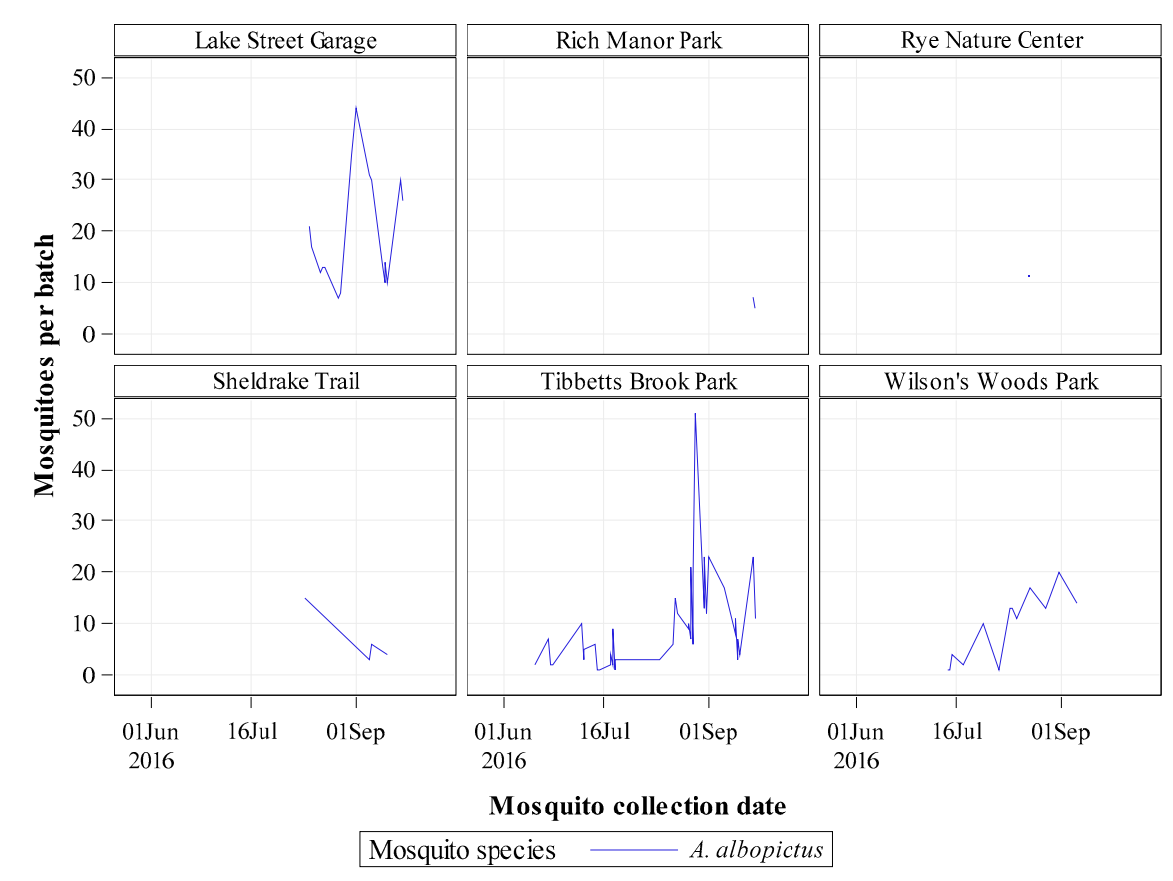 Lake Street Garage
Rich Manor Park
Rye Nature Center
50
40
30
20
10
0
Mosquitoes per batch
Sheldrake Trail
Tibbetts Brook Park
Wilson's Woods Park
50
40
30
20
10
0
01Jun 16Jul 01Sep
2016
01Jun 16Jul 01Sep
2016
01Jun 16Jul 01Sep
2016
Mosquito collection date
Mosquito species A. albopictus